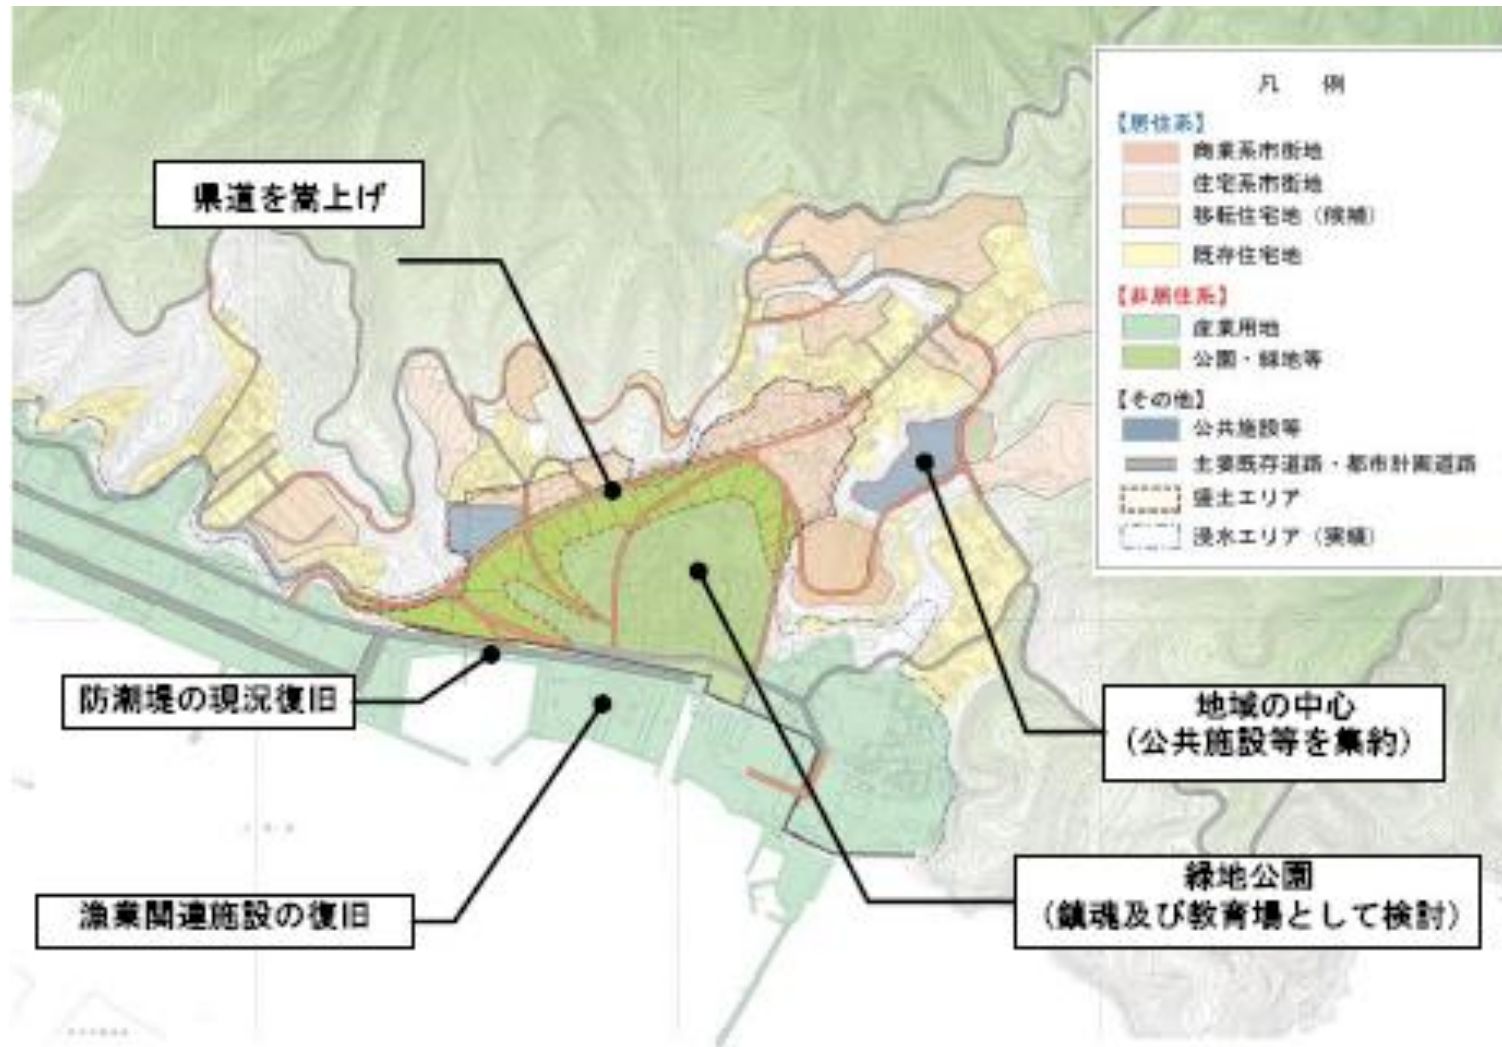 凡 例
【居住系】
商業系市街地
住宅系市街地
移転住宅地（候補）
既存住宅地
【非居住系】
産業用地
公園・緑地等
【その他】
公共施設等
主要既存道路・都市計画道路
盛土エリア
浸水エリア（実績）
県道を嵩上げ
防潮堤の現況復旧
地域の中心
（公共施設等を集約）
漁業関連施設の復旧
緑地公園
（鎮魂及び教育場として検討）